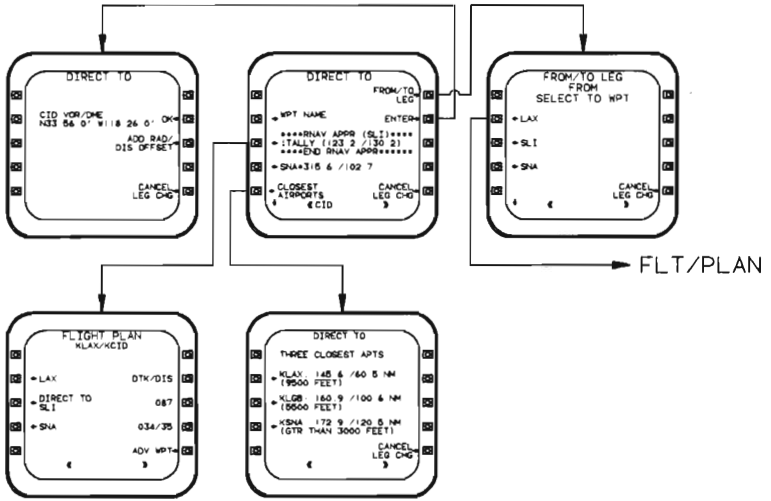 DIRECT TO
CID VOR/DME
N33 56 0' W118 26 0' OK
ADD RAD/
DIS OFFSET
CANCEL
LEG CHG
DIRECT TO
FROM/TO
LEG
WPT NAME
ENTER
****RNAV APPR (SLI)****
:TALLY (123 2 /130 2)
****END RNAV APPR******
SNA*315 6 /102 7
CLOSEST
AIRPORTS
CANCEL
LEG CHG
CID
FROM/TO LEG
FROM
SELECT TO WPT
LAX
SLI
SNA
CANCEL
LEG CHG
FLT/PLAN
FLIGHT PLAN
KLAX/KCID
LAX DTK/DIS
DIRECT TO
SLI 087
SNA 034/35
ADV WPT
DIRECT TO
THREE CLOSEST APTS
KLAX: 145 6 /60 5 NM
(9500 FEET)
KLGB: 160.9 /100 6 NM
(5500 FEET)
KSNA: 172 9 /120 5 NM
(GTR THAN 3000 FEET)
CANCEL
LEG CHG